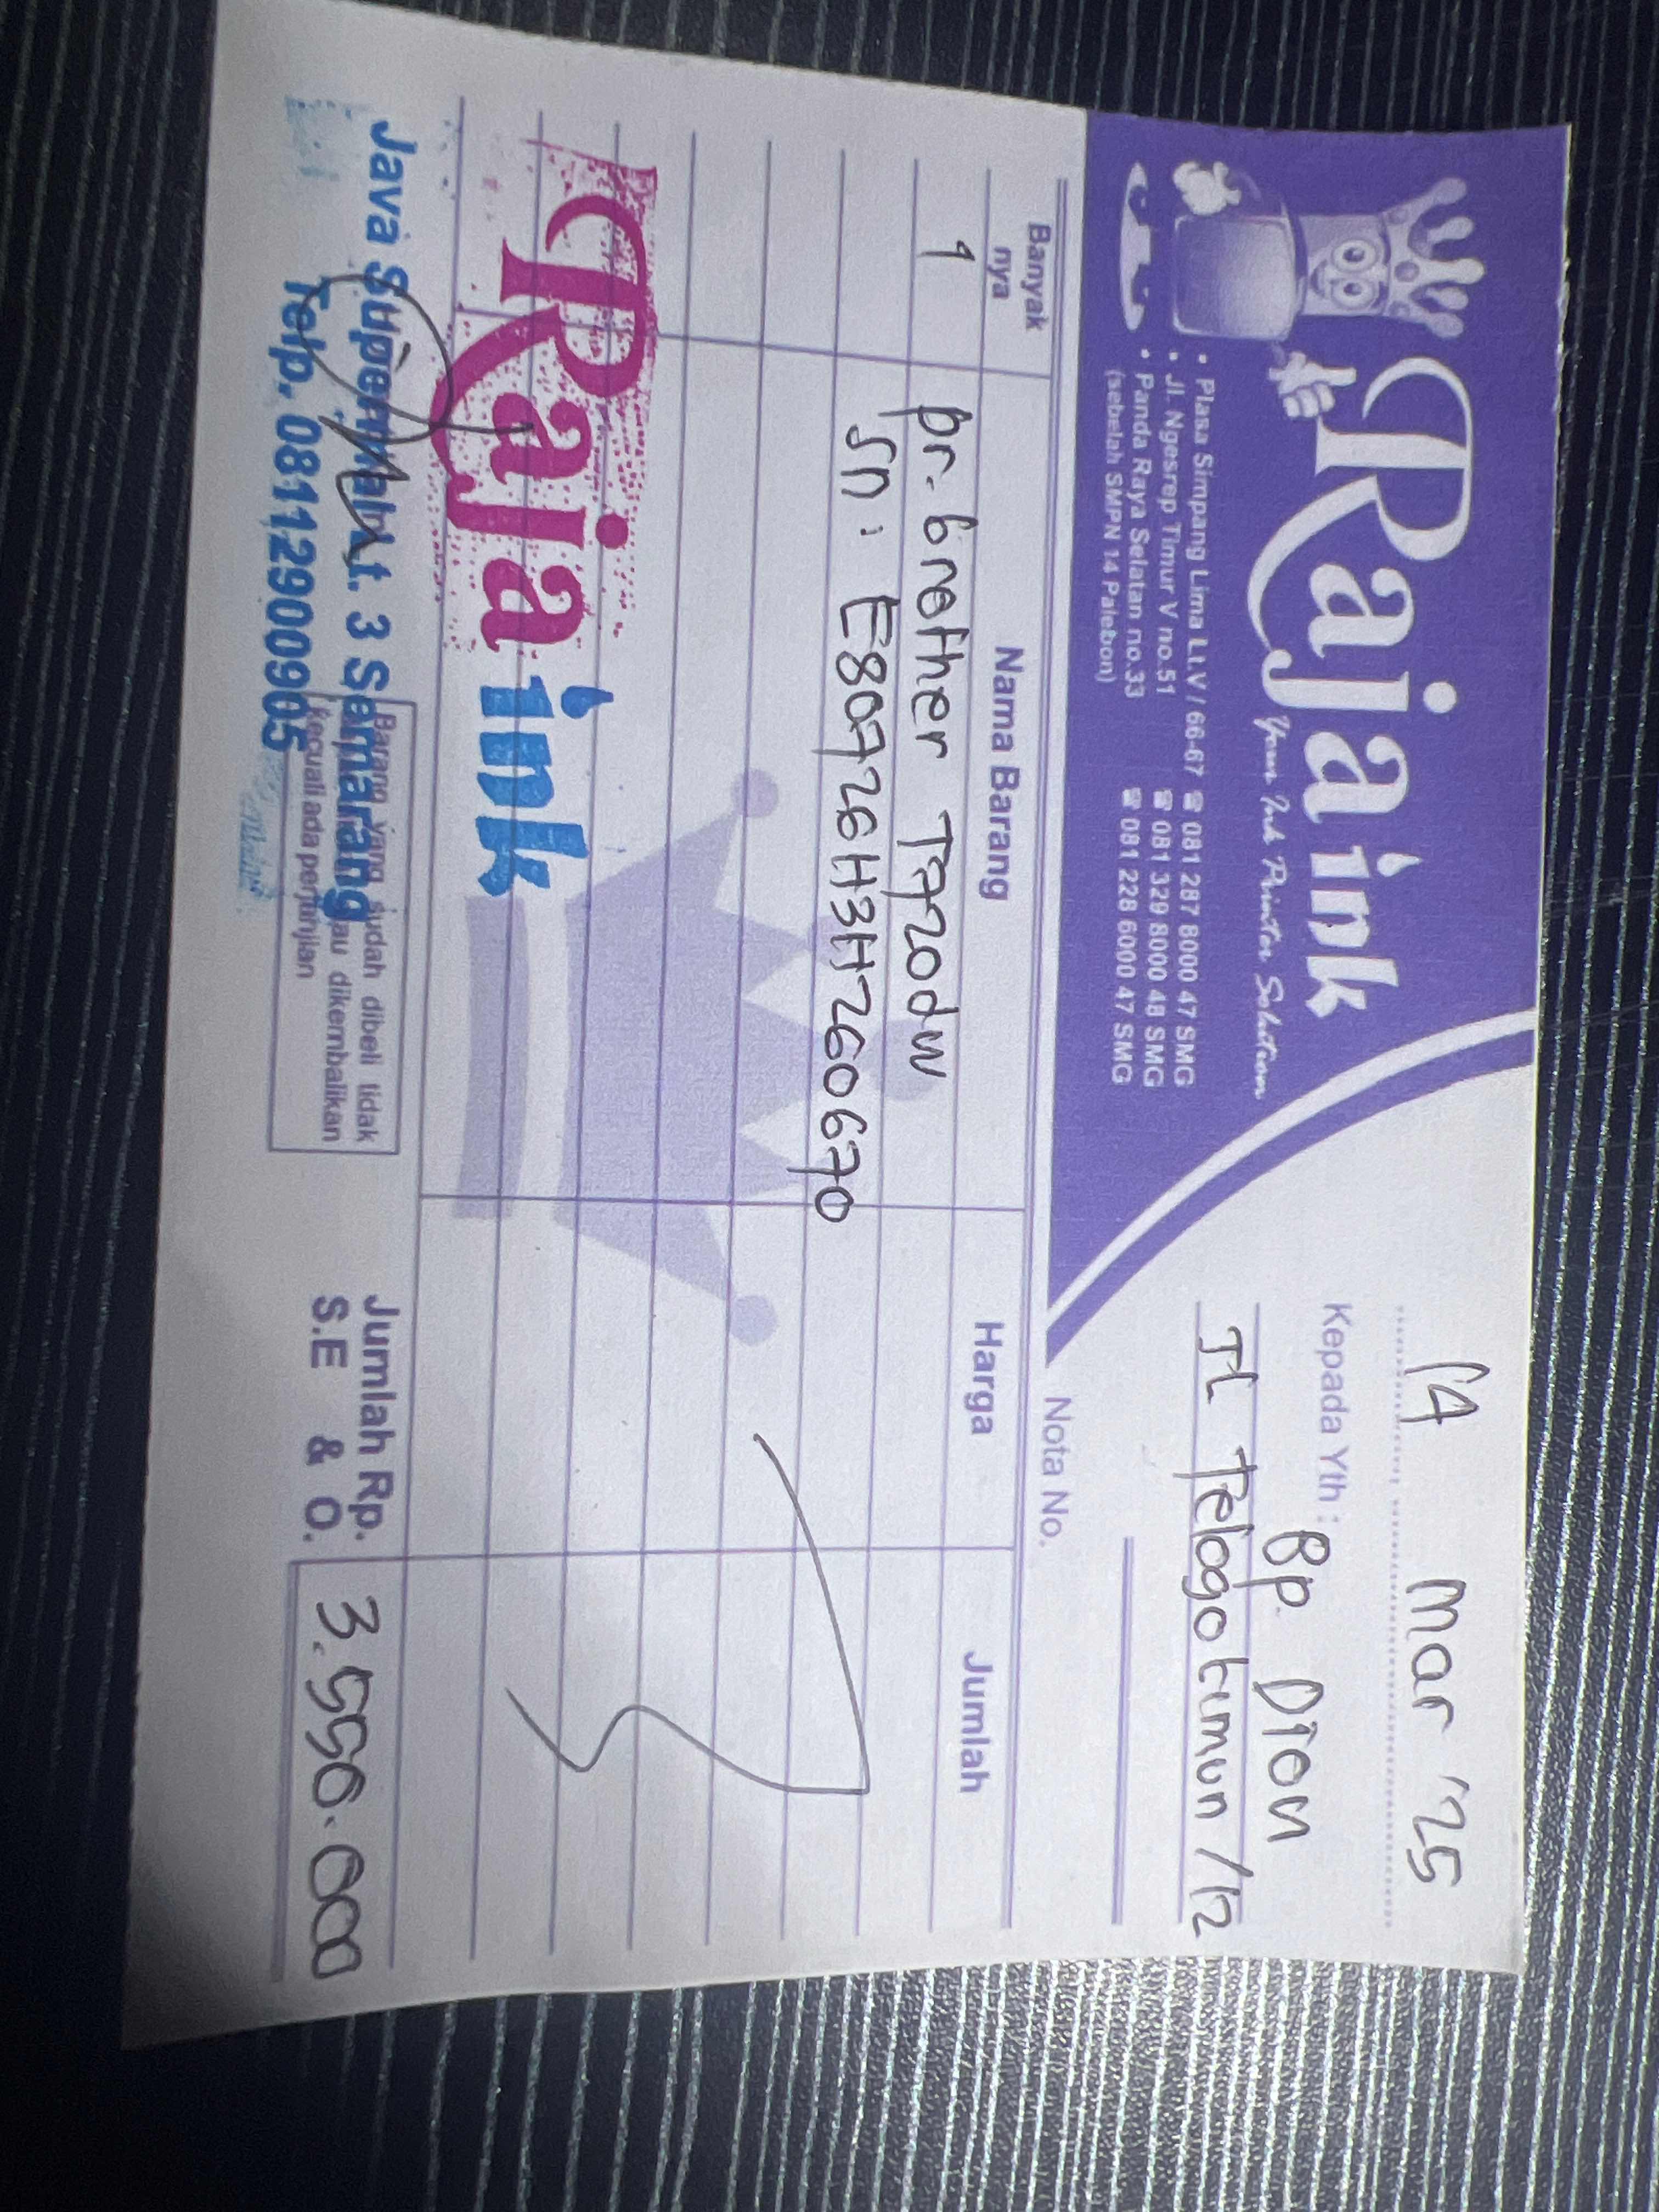 Raja ink
Your Ink Printer Solution
• Plasa Simpang Lima Lt.V / 66-67 ☎ 081 287 8000 47 SMG
• Jl. Ngesrep Timur V no.51 ☎ 081 329 8000 48 SMG
• Panda Raya Selatan no.33 ☎ 081 228 6000 47 SMG
(sebelah SMPN 14 Palebon)
14 Mar '25
Kepada Yth :
Bp. Dion
Jl Telogo timun /12
Nota No.
Banyak nya Nama Barang Harga Jumlah
1 pr. brother T720dw
sn : E80726H3H260670
Raja ink
Java Supermall Lt. 3 Semarang
Telp. 08112900905
Barang yang sudah dibeli tidak
dikembalikan
kecuali ada perjanjian
Jumlah Rp. 3.550.000
S.E & O.